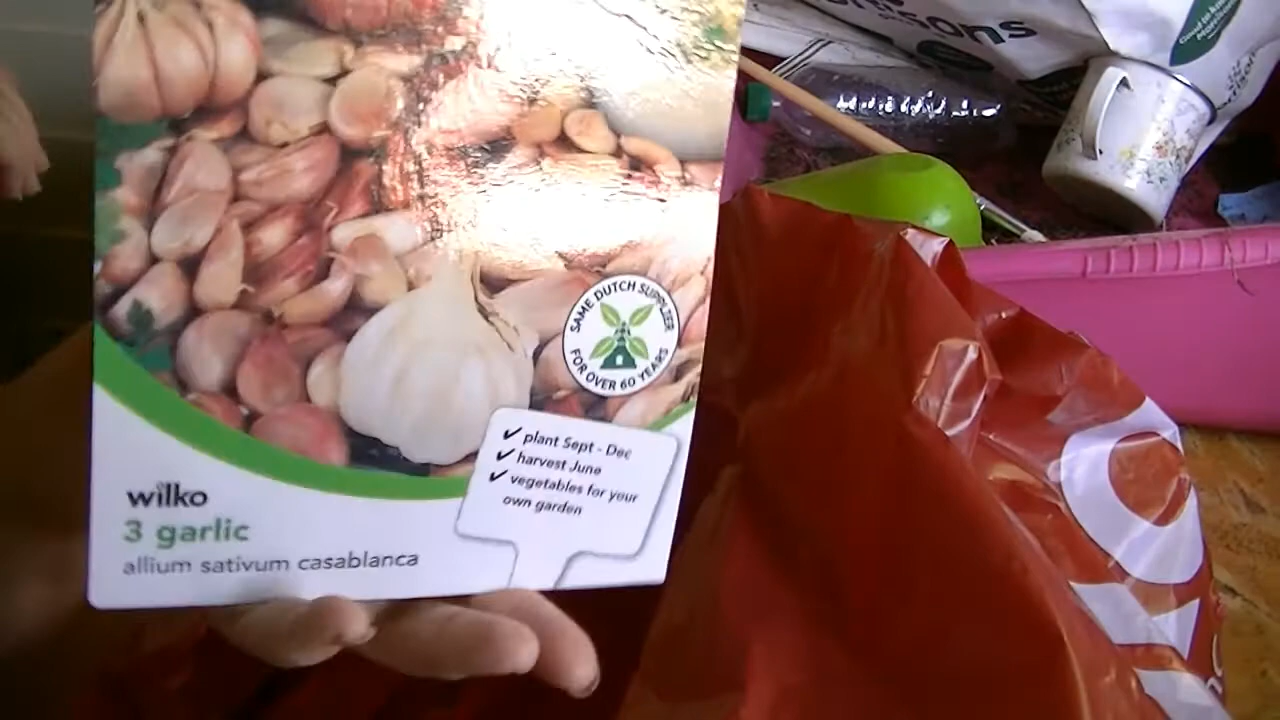 SAME DUTCH SUPPLIER
FOR OVER 60 YEARS
✔ plant Sept - Dec
✔ harvest June
✔ vegetables for your
own garden
wilko
3 garlic
allium sativum casablanca